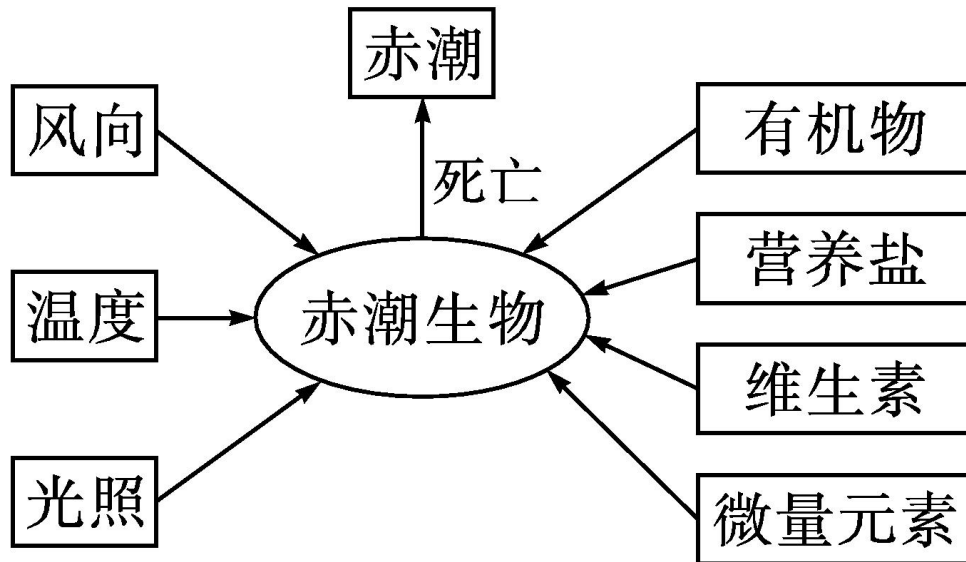 赤潮
风向
有机物
死亡
营养盐
温度
赤潮生物
维生素
光照
微量元素